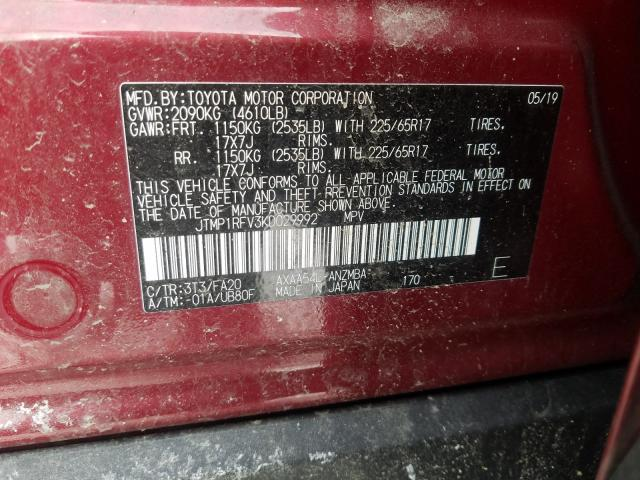 MFD.BY:TOYOTA MOTOR CORPORATION 05/19
GVWR:2090KG (4610LB)
GAWR:FRT. 1150KG (2535LB) WITH 225/65R17 TIRES.
17X7J RIMS.
RR. 1150KG (2535LB) WITH 225/65R17 TIRES.
17X7J RIMS.
THIS VEHICLE CONFORMS TO ALL APPLICABLE FEDERAL MOTOR
VEHICLE SAFETY AND THEFT-PREVENTION STANDARDS IN EFFECT ON
THE DATE OF MANUFACTURE SHOWN ABOVE.
JTMP1RFV3KD029992 MPV
C/TR:3T3/FA20 AXAA54L-ANZMBA 170 E
A/TM:-01A/UB80F MADE IN JAPAN